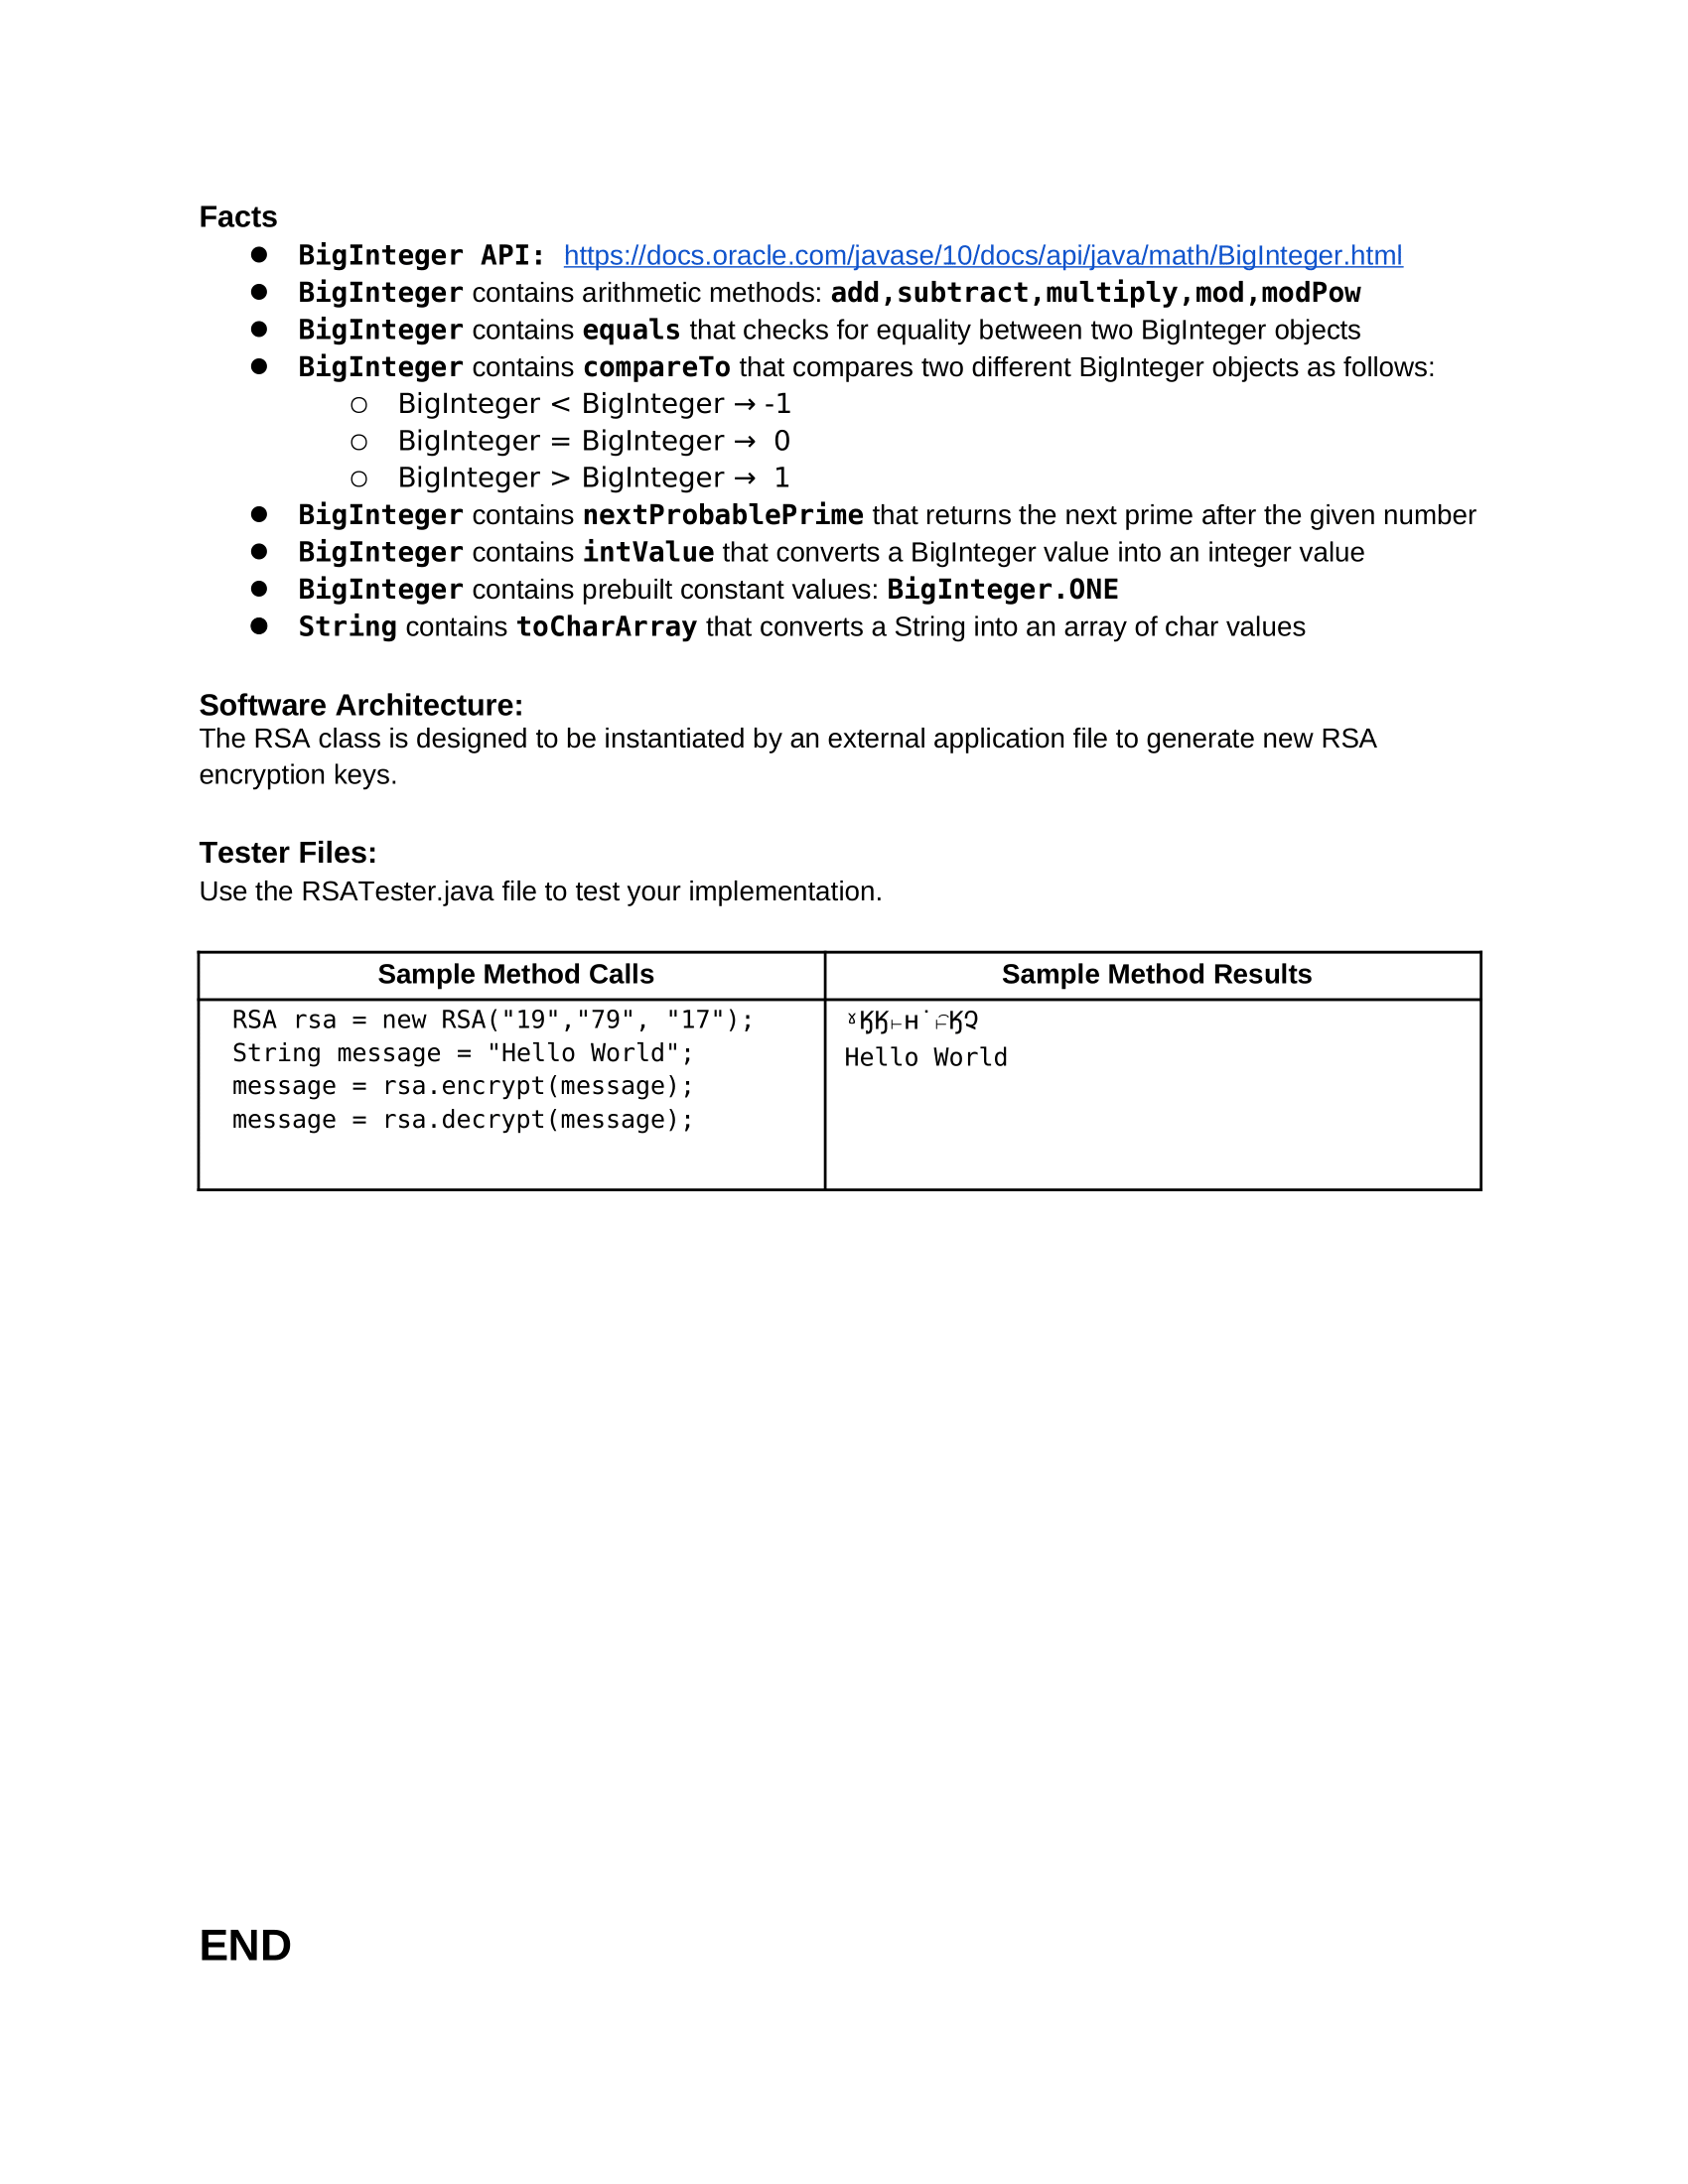 Facts
● BigInteger API: https://docs.oracle.com/javase/10/docs/api/java/math/BigInteger.html
● BigInteger contains arithmetic methods: add,subtract,multiply,mod,modPow
● BigInteger contains equals that checks for equality between two BigInteger objects
● BigInteger contains compareTo that compares two different BigInteger objects as follows:
○ BigInteger < BigInteger → -1
○ BigInteger = BigInteger → 0
○ BigInteger > BigInteger → 1
● BigInteger contains nextProbablePrime that returns the next prime after the given number
● BigInteger contains intValue that converts a BigInteger value into an integer value
● BigInteger contains prebuilt constant values: BigInteger.ONE
● String contains toCharArray that converts a String into an array of char values
Software Architecture:
The RSA class is designed to be instantiated by an external application file to generate new RSA
encryption keys.
Tester Files:
Use the RSATester.java file to test your implementation.
Sample Method Calls
Sample Method Results
RSA rsa = new RSA("19","79", "17");
String message = "Hello World";
message = rsa.encrypt(message);
message = rsa.decrypt(message);
Hello World
END